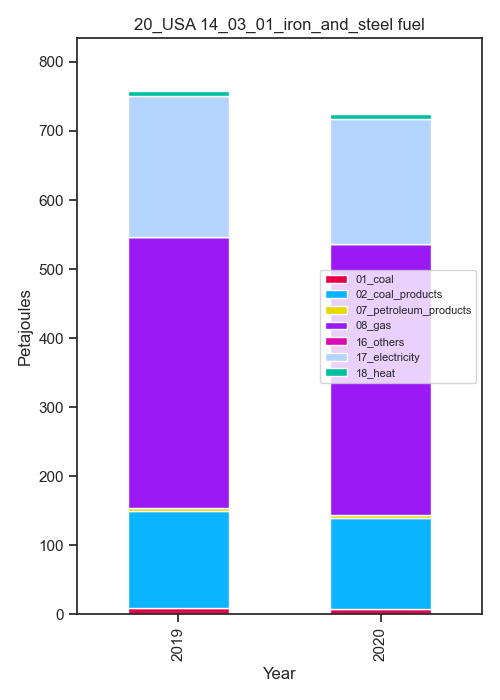 20_USA 14_03_01_iron_and_steel fuel
800
700
600
500
400
300
200
100
0
Petajoules
01_coal
02_coal_products
07_petroleum_products
08_gas
16_others
17_electricity
18_heat
2019
2020
Year